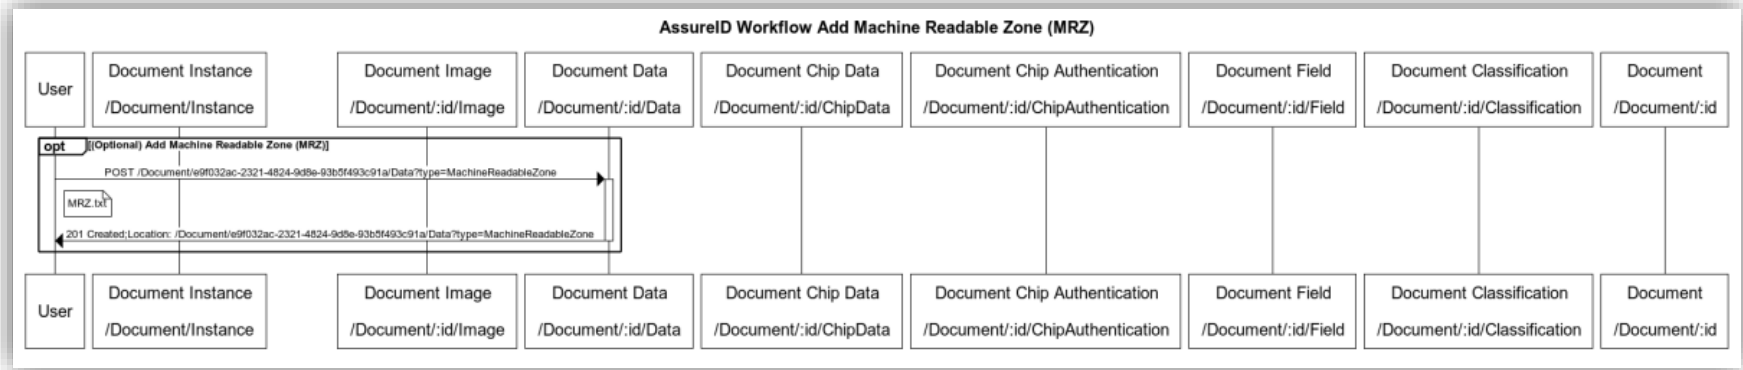 AssureID Workflow Add Machine Readable Zone (MRZ)
User
Document Instance
/Document/Instance
Document Image
/Document/:id/Image
Document Data
/Document/:id/Data
Document Chip Data
/Document/:id/ChipData
Document Chip Authentication
/Document/:id/ChipAuthentication
Document Field
/Document/:id/Field
Document Classification
/Document/:id/Classification
Document
/Document/:id
opt [(Optional) Add Machine Readable Zone (MRZ)]
POST /Document/e9f032ac-2321-4824-9d8e-93b5f493c91a/Data?type=MachineReadableZone
MRZ.txt
201 Created;Location: /Document/e9f032ac-2321-4824-9d8e-93b5f493c91a/Data?type=MachineReadableZone
User
Document Instance
/Document/Instance
Document Image
/Document/:id/Image
Document Data
/Document/:id/Data
Document Chip Data
/Document/:id/ChipData
Document Chip Authentication
/Document/:id/ChipAuthentication
Document Field
/Document/:id/Field
Document Classification
/Document/:id/Classification
Document
/Document/:id